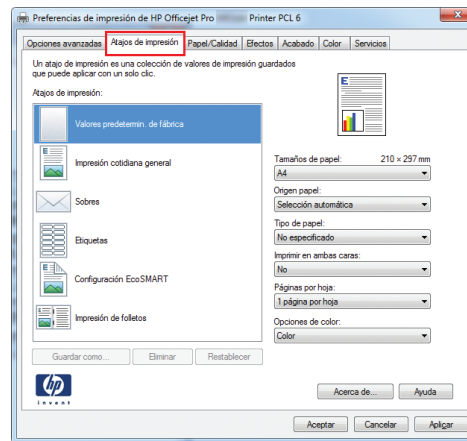 Preferencias de impresión de HP Officejet Pro Printer PCL 6
Opciones avanzadas Atajos de impresión Papel/Calidad Efectos Acabado Color Servicios
Un atajo de impresión es una colección de valores de impresión guardados
que puede aplicar con un solo clic.
Atajos de impresión:
Valores predetermin. de fábrica
Impresión cotidiana general
Sobres
Etiquetas
Configuración EcoSMART
Impresión de folletos
Guardar como... Eliminar Restablecer
Tamaños de papel: 210 × 297 mm
A4
Origen papel:
Selección automática
Tipo de papel:
No especificado
Imprimir en ambas caras:
No
Páginas por hoja:
1 página por hoja
Opciones de color:
Color
hp
invent
Acerca de... Ayuda
Aceptar Cancelar Aplicar